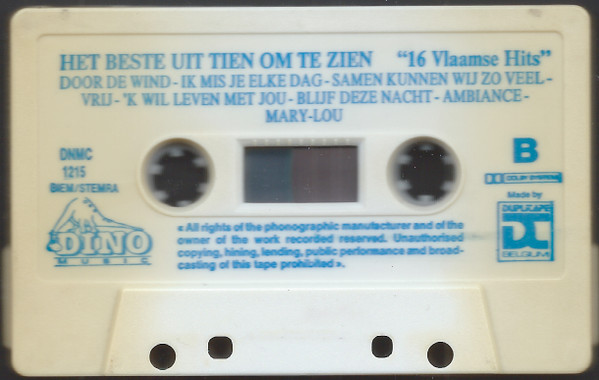 HET BESTE UIT TIEN OM TE ZIEN “16 Vlaamse Hits”
DOOR DE WIND - IK MIS JE ELKE DAG - SAMEN KUNNEN WIJ ZO VEEL -
VRIJ - 'K WIL LEVEN MET JOU - BLIJF DEZE NACHT - AMBIANCE -
MARY-LOU
DNMC
1215
BIEM/STEMRA
B
DOLBY SYSTEM
DINO
MUSIC
« All rights of the phonographic manufacturer and of the
owner of the work recorded reserved. Unauthorised
copying, hining, lending, public performance and broad-
casting of this tape prohibited ».
Made by
DUPLITAPE
BELGIUM